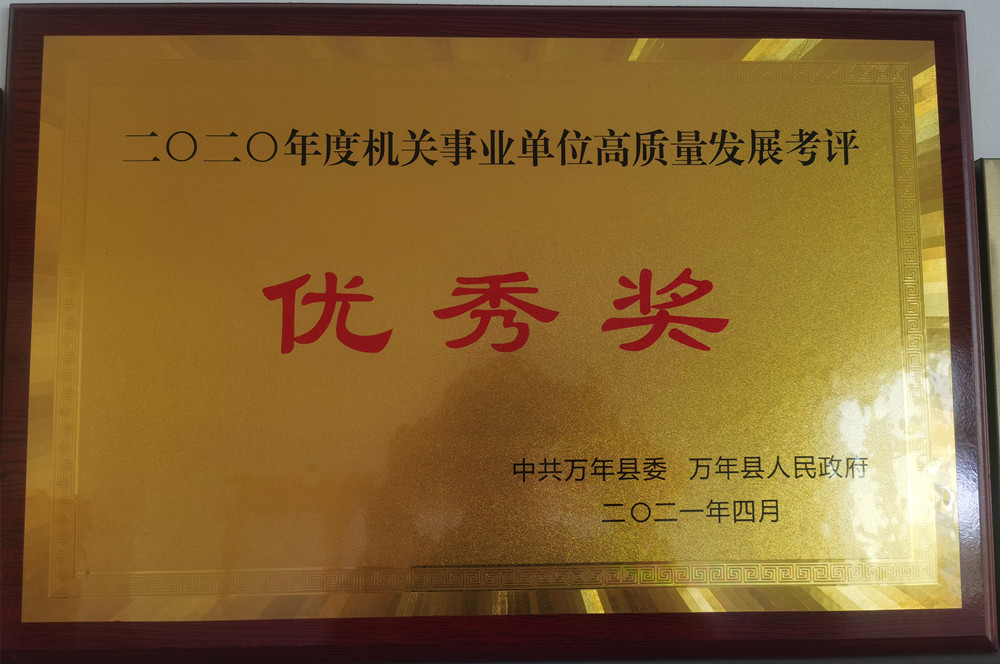 二〇二〇年度机关事业单位高质量发展考评
优秀奖
中共万年县委 万年县人民政府
二〇二一年四月